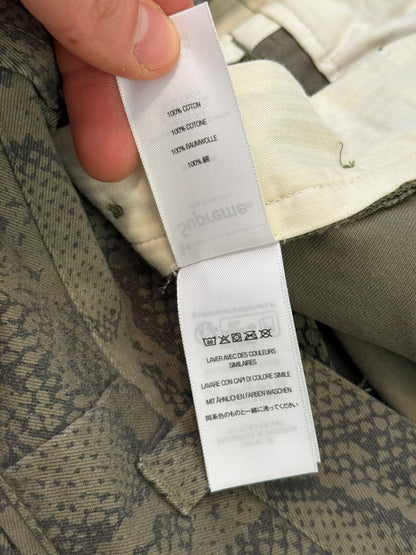 100% COTON
100% COTONE
100% BAUMWOLLE
100% 綿
Supreme
LAVER AVEC DES COULEURS
SIMILAIRES
LAVARE CON CAPI DI COLORE SIMILE
MIT ÄHNLICHEN FARBEN WASCHEN
同系色のものと一緒に洗ってください